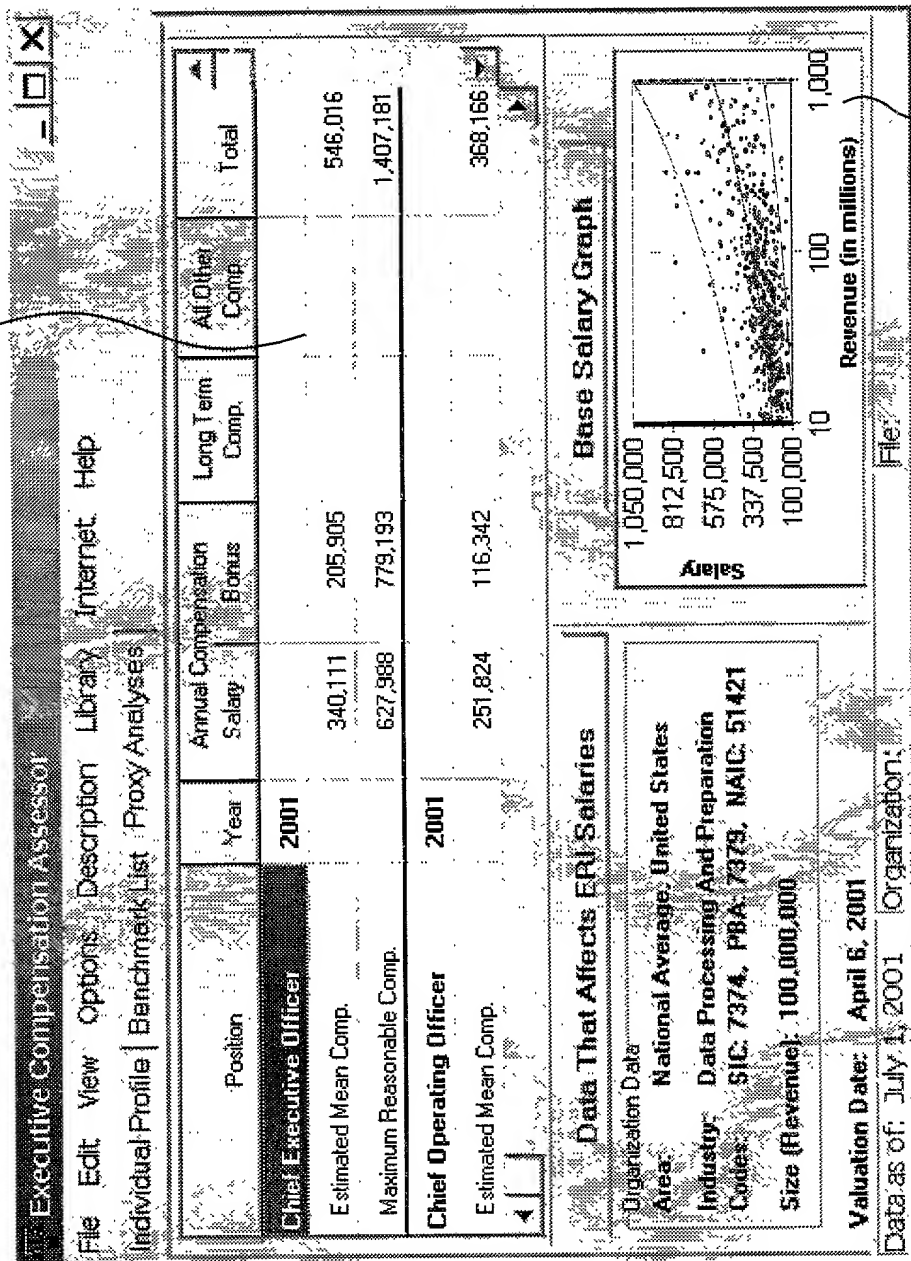 Executive Compensation Assessor
File Edit View Options Description Library Internet Help
Individual Profile | Benchmark List | Proxy Analyses
Position Year Annual Compensation Salary Bonus Long Term Comp. All Other Comp. Total
Chief Executive Officer 2001
Estimated Mean Comp. 340,111 205,905 546,016
Maximum Reasonable Comp. 627,988 779,193 1,407,181
Chief Operating Officer 2001
Estimated Mean Comp. 251,824 116,342 368,166
Data That Affects ERI Salaries
Organization Data
Area: National Average, United States
Industry: Data Processing And Preparation
Codes: SIC: 7374, PBA: 7379, NAIC: 51421
Size (Revenue): 100,000,000
Valuation Date: April 6, 2001
Base Salary Graph
Salary
1,050,000
812,500
575,000
337,500
100,000
10 100 1,000
Revenue (in millions)
Data as of: July 1, 2001 Organization: File: